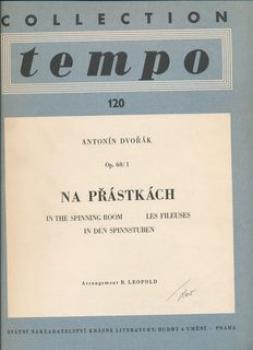 COLLECTION
tempo
120
ANTONÍN DVOŘÁK
Op. 68/1
NA PŘÁSTKÁCH
IN THE SPINNING ROOM LES FILEUSES
IN DEN SPINNSTUBEN
Arrangement B. LEOPOLD
STÁTNÍ NAKLADATELSTVÍ KRÁSNÉ LITERATURY, HUDBY A UMĚNÍ - PRAHA